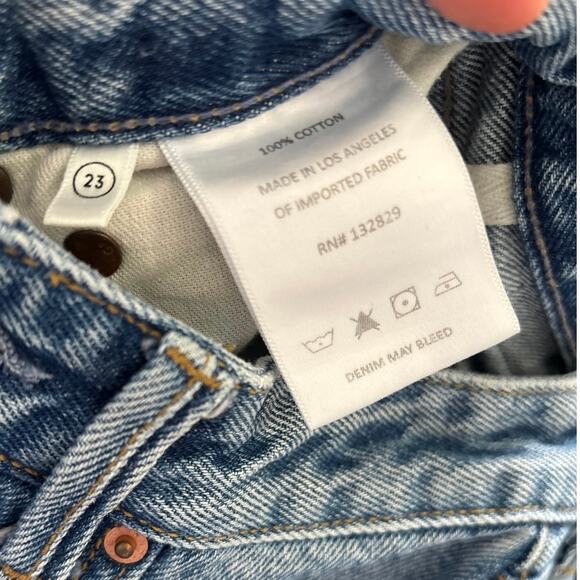 23
100% COTTON
MADE IN LOS ANGELES
OF IMPORTED FABRIC
RN# 132829
DENIM MAY BLEED